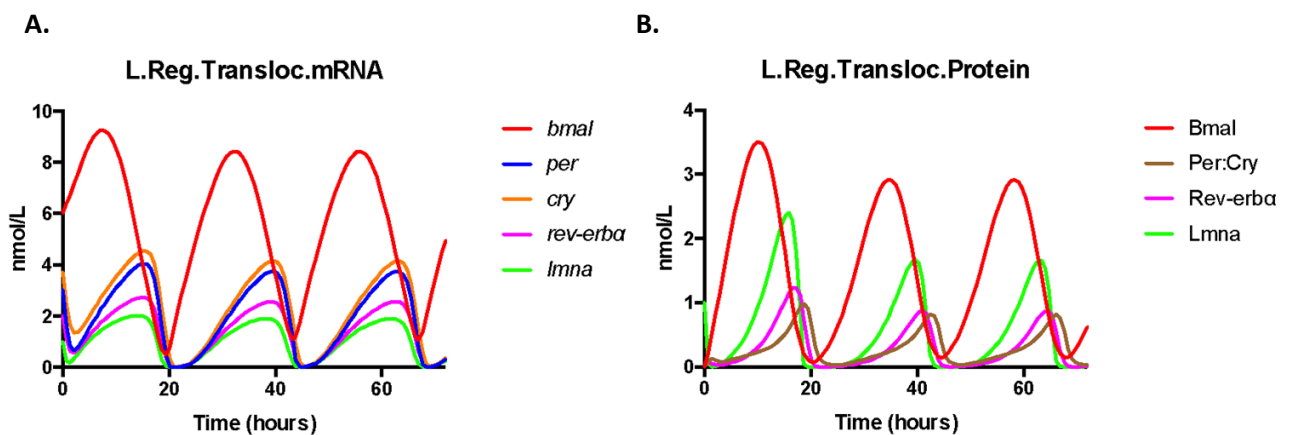 A.
L.Reg.Transloc.mRNA
nmol/L
10
8
6
4
2
0
0 20 40 60
Time (hours)
bmal
per
cry
rev-erbα
lmna
B.
L.Reg.Transloc.Protein
nmol/L
4
3
2
1
0
0 20 40 60
Time (hours)
Bmal
Per:Cry
Rev-erbα
Lmna